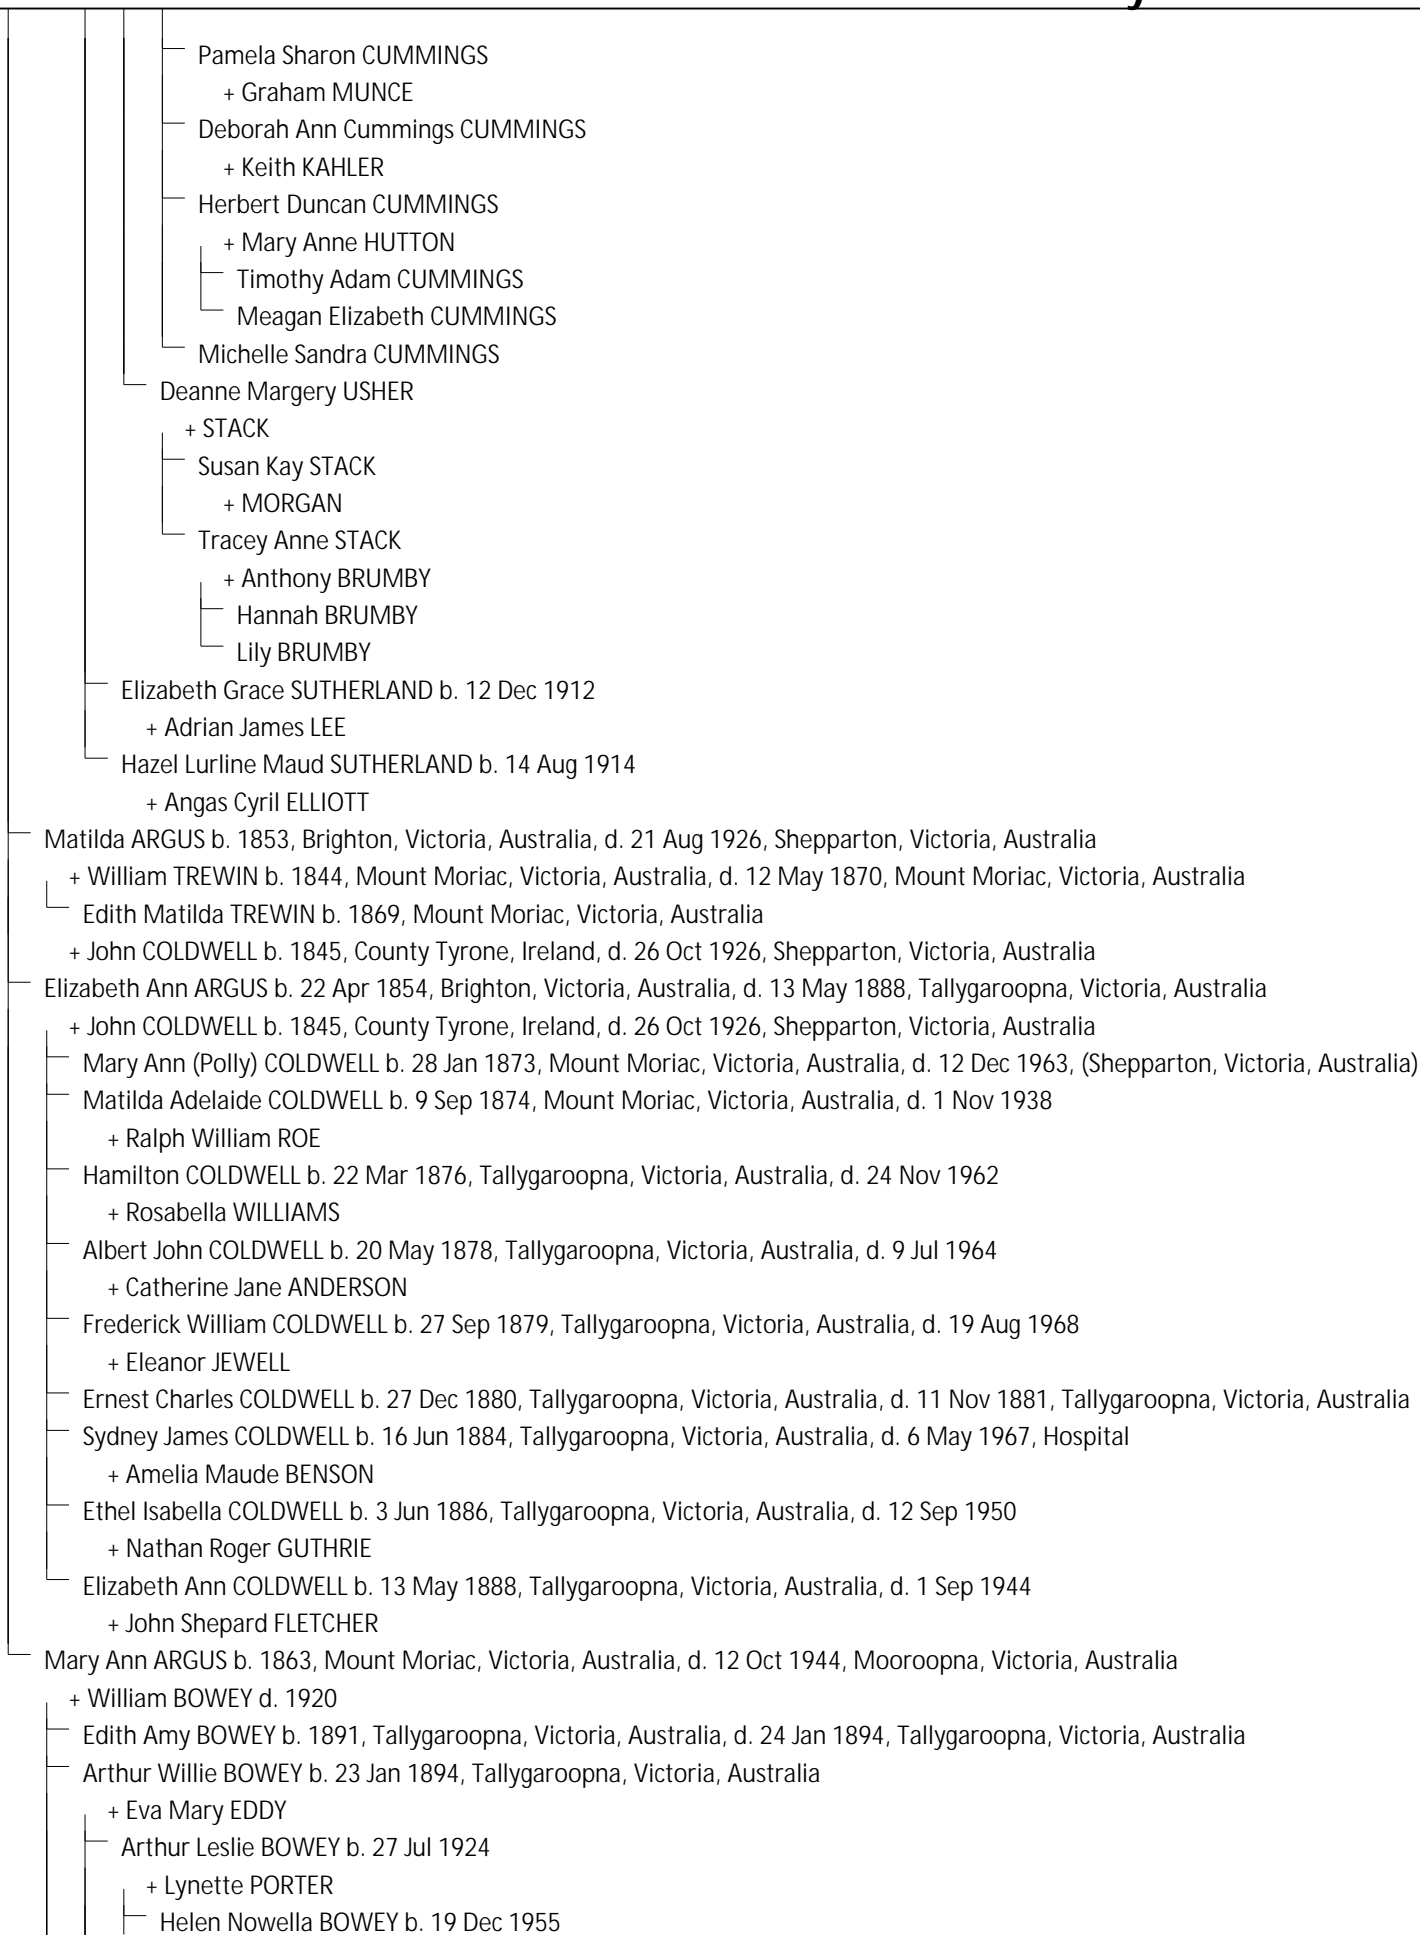 Pamela Sharon CUMMINGS
+ Graham MUNCE
Deborah Ann Cummings CUMMINGS
+ Keith KAHLER
Herbert Duncan CUMMINGS
+ Mary Anne HUTTON
Timothy Adam CUMMINGS
Meagan Elizabeth CUMMINGS
Michelle Sandra CUMMINGS
Deanne Margery USHER
+ STACK
Susan Kay STACK
+ MORGAN
Tracey Anne STACK
+ Anthony BRUMBY
Hannah BRUMBY
Lily BRUMBY
Elizabeth Grace SUTHERLAND b. 12 Dec 1912
+ Adrian James LEE
Hazel Lurline Maud SUTHERLAND b. 14 Aug 1914
+ Angas Cyril ELLIOTT
Matilda ARGUS b. 1853, Brighton, Victoria, Australia, d. 21 Aug 1926, Shepparton, Victoria, Australia
+ William TREWIN b. 1844, Mount Moriac, Victoria, Australia, d. 12 May 1870, Mount Moriac, Victoria, Australia
Edith Matilda TREWIN b. 1869, Mount Moriac, Victoria, Australia
+ John COLDWELL b. 1845, County Tyrone, Ireland, d. 26 Oct 1926, Shepparton, Victoria, Australia
Elizabeth Ann ARGUS b. 22 Apr 1854, Brighton, Victoria, Australia, d. 13 May 1888, Tallygaroopna, Victoria, Australia
+ John COLDWELL b. 1845, County Tyrone, Ireland, d. 26 Oct 1926, Shepparton, Victoria, Australia
Mary Ann (Polly) COLDWELL b. 28 Jan 1873, Mount Moriac, Victoria, Australia, d. 12 Dec 1963, (Shepparton, Victoria, Australia)
Matilda Adelaide COLDWELL b. 9 Sep 1874, Mount Moriac, Victoria, Australia, d. 1 Nov 1938
+ Ralph William ROE
Hamilton COLDWELL b. 22 Mar 1876, Tallygaroopna, Victoria, Australia, d. 24 Nov 1962
+ Rosabella WILLIAMS
Albert John COLDWELL b. 20 May 1878, Tallygaroopna, Victoria, Australia, d. 9 Jul 1964
+ Catherine Jane ANDERSON
Frederick William COLDWELL b. 27 Sep 1879, Tallygaroopna, Victoria, Australia, d. 19 Aug 1968
+ Eleanor JEWELL
Ernest Charles COLDWELL b. 27 Dec 1880, Tallygaroopna, Victoria, Australia, d. 11 Nov 1881, Tallygaroopna, Victoria, Australia
Sydney James COLDWELL b. 16 Jun 1884, Tallygaroopna, Victoria, Australia, d. 6 May 1967, Hospital
+ Amelia Maude BENSON
Ethel Isabella COLDWELL b. 3 Jun 1886, Tallygaroopna, Victoria, Australia, d. 12 Sep 1950
+ Nathan Roger GUTHRIE
Elizabeth Ann COLDWELL b. 13 May 1888, Tallygaroopna, Victoria, Australia, d. 1 Sep 1944
+ John Shepard FLETCHER
Mary Ann ARGUS b. 1863, Mount Moriac, Victoria, Australia, d. 12 Oct 1944, Mooroopna, Victoria, Australia
+ William BOWEY d. 1920
Edith Amy BOWEY b. 1891, Tallygaroopna, Victoria, Australia, d. 24 Jan 1894, Tallygaroopna, Victoria, Australia
Arthur Willie BOWEY b. 23 Jan 1894, Tallygaroopna, Victoria, Australia
+ Eva Mary EDDY
Arthur Leslie BOWEY b. 27 Jul 1924
+ Lynette PORTER
Helen Nowella BOWEY b. 19 Dec 1955